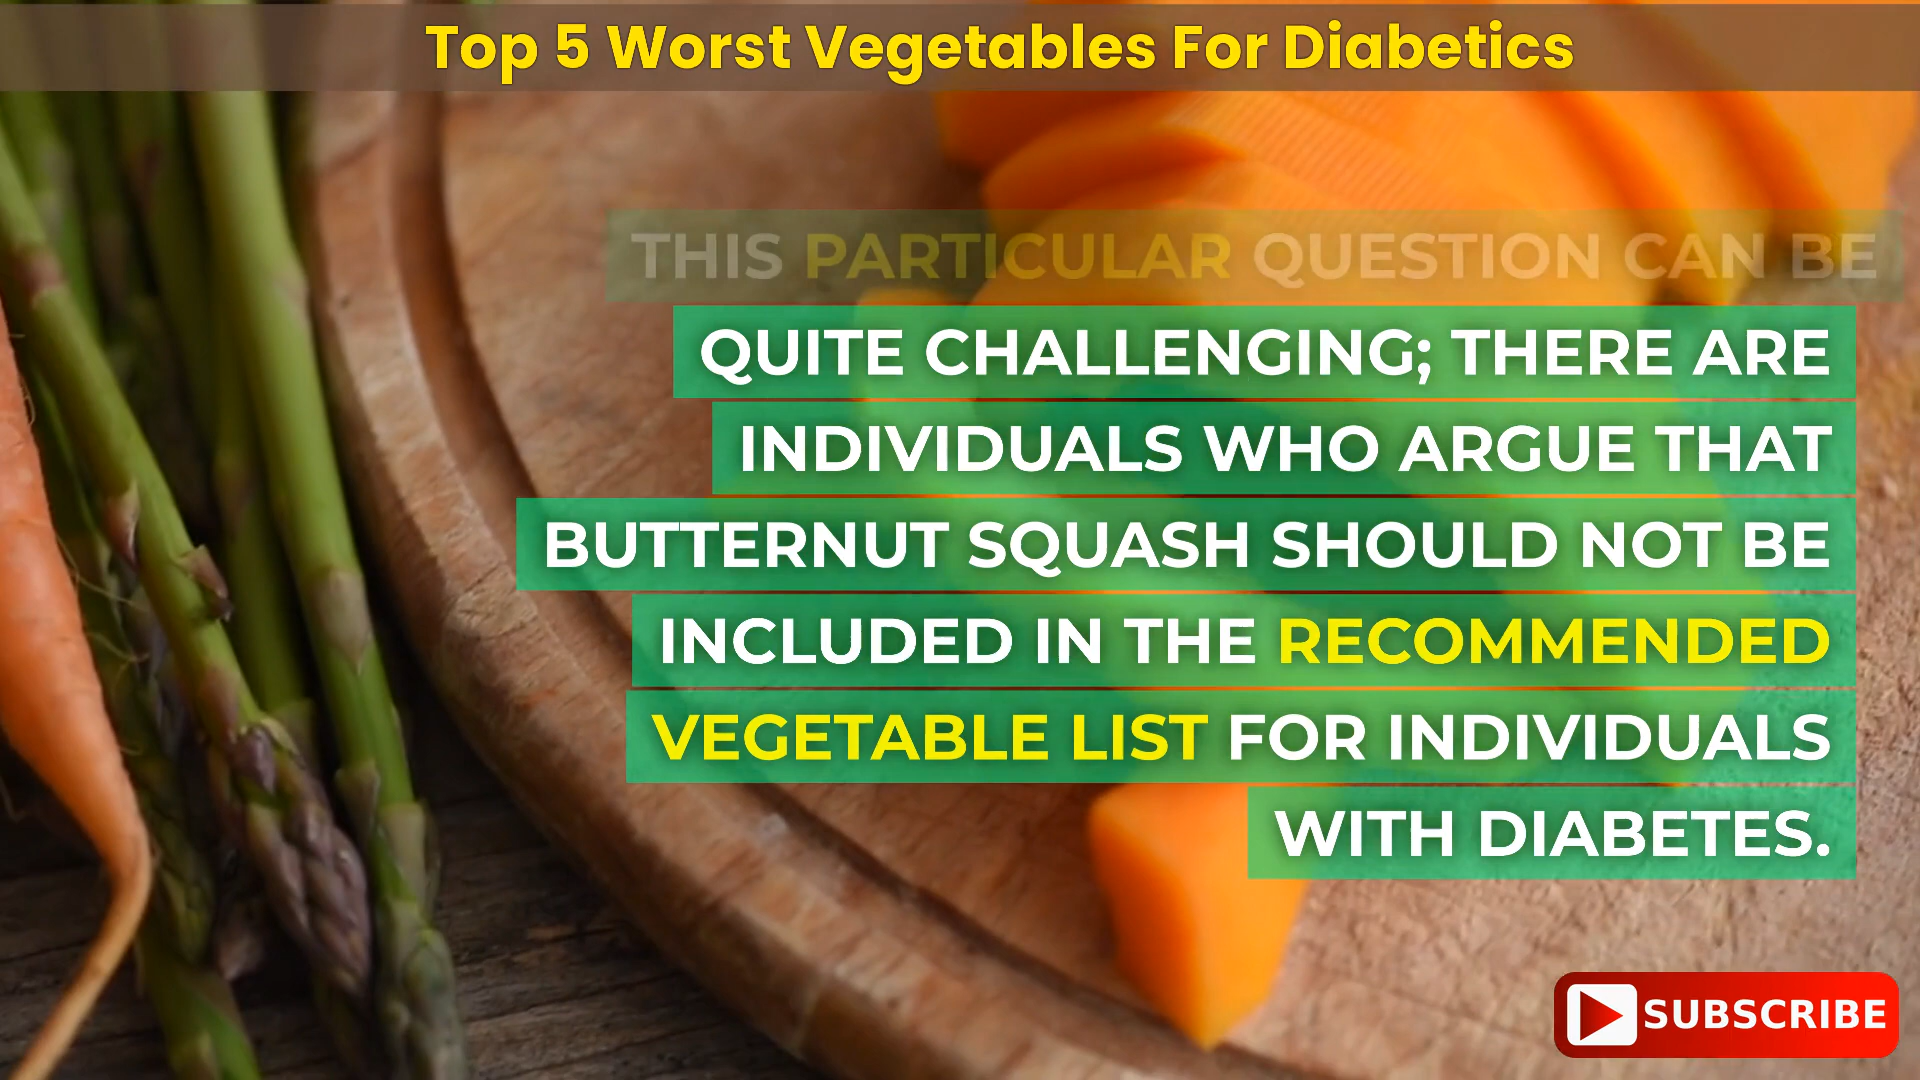 Top 5 Worst Vegetables For Diabetics
THIS PARTICULAR QUESTION CAN BE
QUITE CHALLENGING; THERE ARE
INDIVIDUALS WHO ARGUE THAT
BUTTERNUT SQUASH SHOULD NOT BE
INCLUDED IN THE RECOMMENDED
VEGETABLE LIST FOR INDIVIDUALS
WITH DIABETES.
SUBSCRIBE